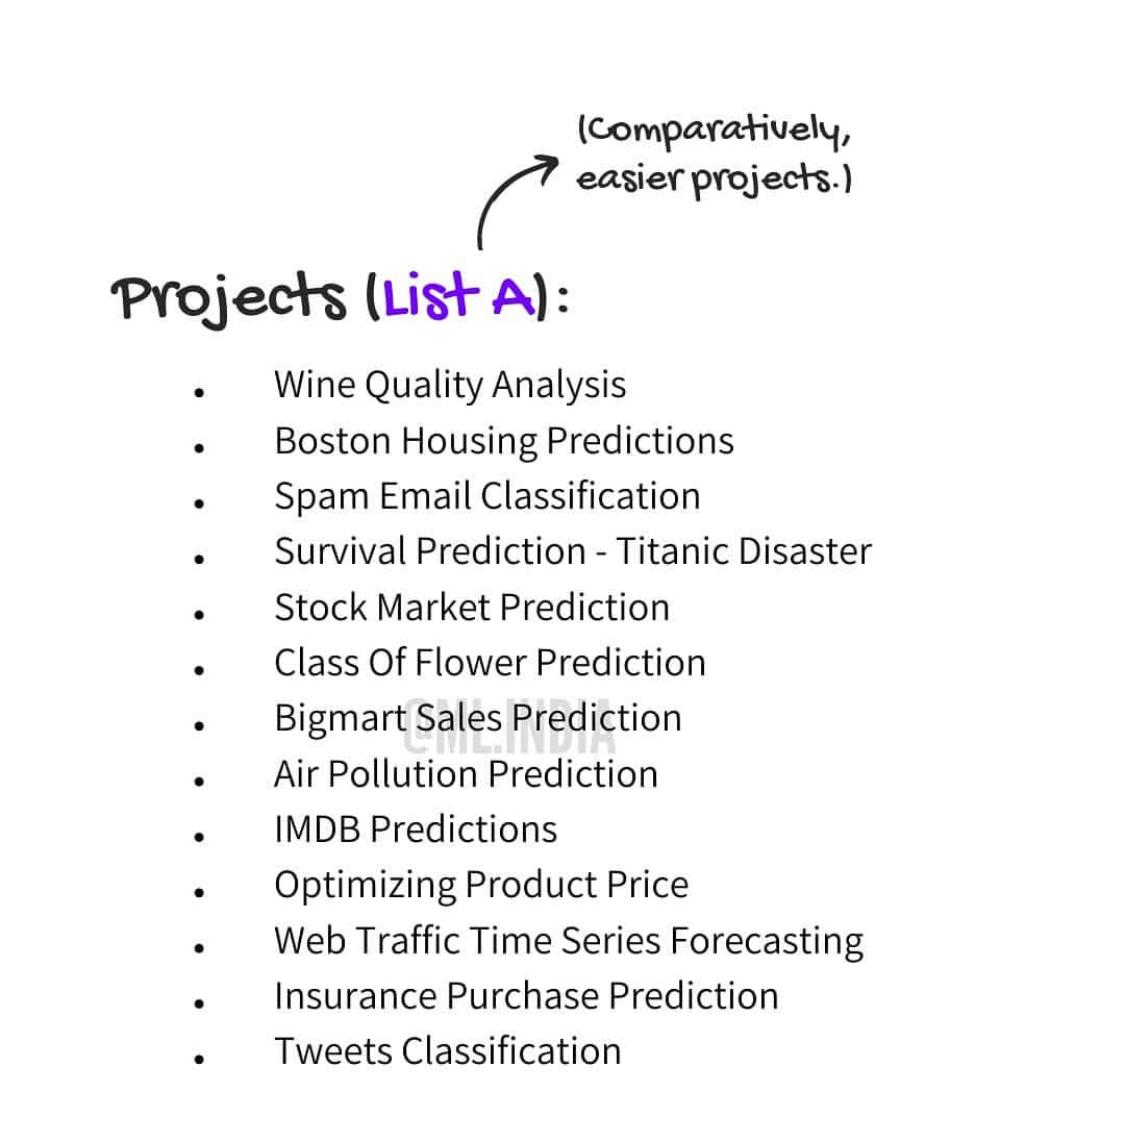 (Comparatively,
easier projects.)
Projects (List A):
• Wine Quality Analysis
• Boston Housing Predictions
• Spam Email Classification
• Survival Prediction - Titanic Disaster
• Stock Market Prediction
• Class Of Flower Prediction
• Bigmart Sales Prediction
@ML.INDIA
• Air Pollution Prediction
• IMDB Predictions
• Optimizing Product Price
• Web Traffic Time Series Forecasting
• Insurance Purchase Prediction
• Tweets Classification